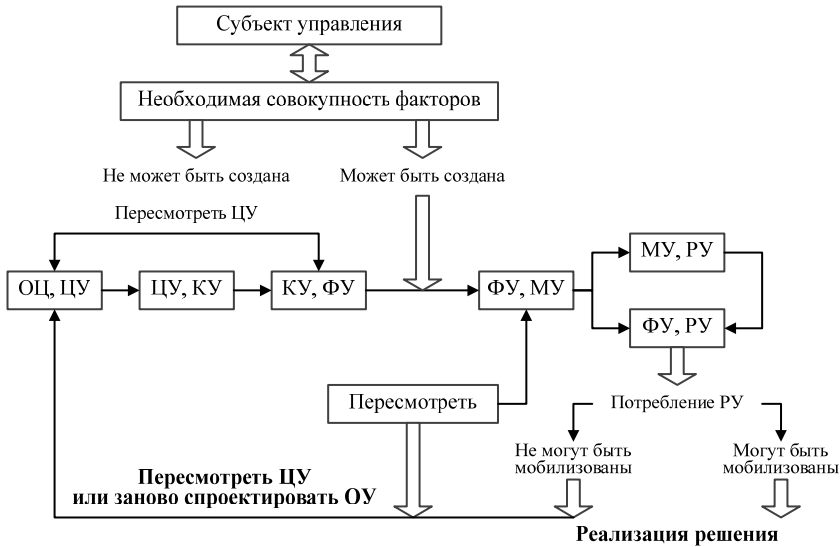 Субъект управления
Необходимая совокупность факторов
Не может быть создана
Может быть создана
Пересмотреть ЦУ
ОЦ, ЦУ
ЦУ, КУ
КУ, ФУ
ФУ, МУ
МУ, РУ
ФУ, РУ
Пересмотреть
Потребление РУ
Не могут быть
мобилизованы
Могут быть
мобилизованы
Пересмотреть ЦУ
или заново спроектировать ОУ
Реализация решения